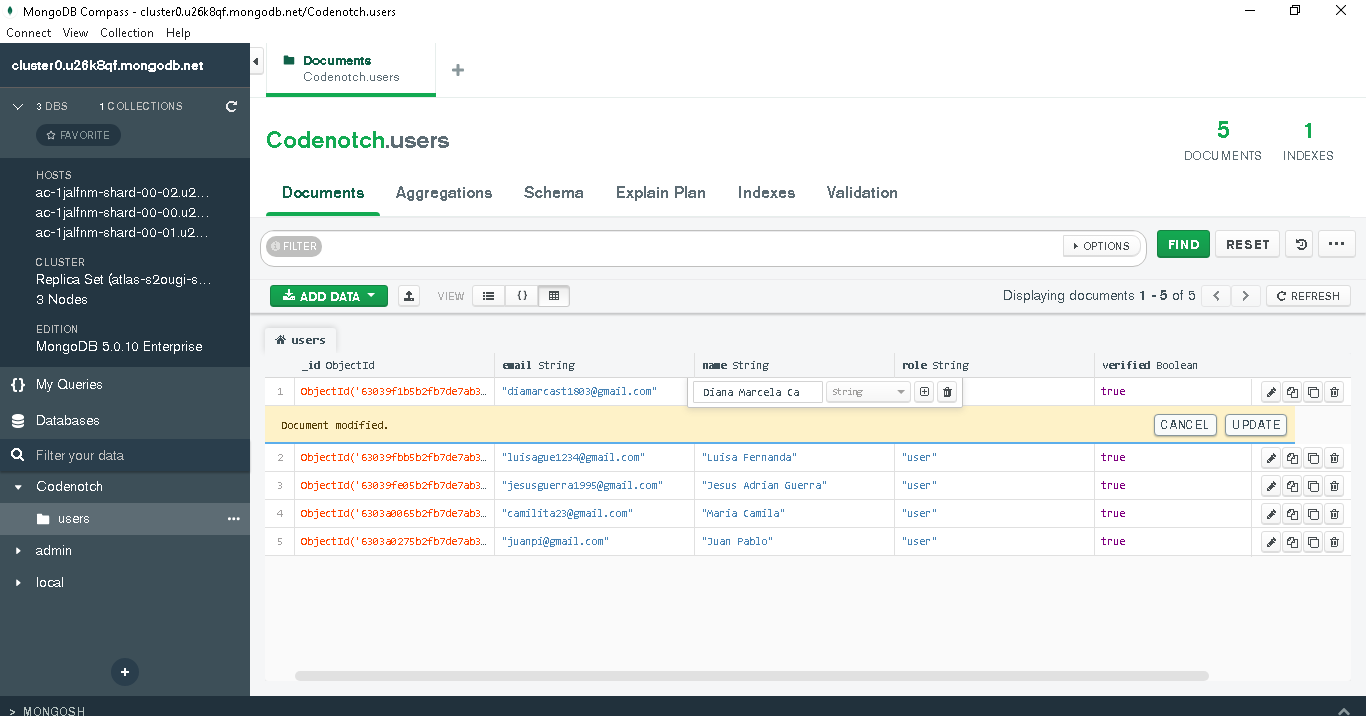 MongoDB Compass - cluster0.u26k8qf.mongodb.net/Codenotch.users
Connect View Collection Help
cluster0.u26k8qf.mongodb.net
3 DBS 1 COLLECTIONS
FAVORITE
HOSTS
ac-1jalfnm-shard-00-02.u2...
ac-1jalfnm-shard-00-00.u2...
ac-1jalfnm-shard-00-01.u2...
CLUSTER
Replica Set (atlas-s2ougi-s...
3 Nodes
EDITION
MongoDB 5.0.10 Enterprise
{} My Queries
Databases
Filter your data
Codenotch
users ...
admin
local
+
> MONGOSH
Documents
Codenotch.users
+
Codenotch.users
5 DOCUMENTS
1 INDEXES
Documents Aggregations Schema Explain Plan Indexes Validation
FILTER OPTIONS FIND RESET ...
ADD DATA VIEW {} Displaying documents 1 - 5 of 5 < > REFRESH
users
_id ObjectId email String name String role String verified Boolean
1 ObjectId('63039f1b5b2fb7de7ab3... "diamarcast1803@gmail.com" Diana Marcela Ca String true
Document modified. CANCEL UPDATE
2 ObjectId('63039fbb5b2fb7de7ab3... "luisague1234@gmail.com" "Luisa Fernanda" "user" true
3 ObjectId('63039fe05b2fb7de7ab3... "jesusguerra1995@gmail.com" "Jesus Adrian Guerra" "user" true
4 ObjectId('6303a0065b2fb7de7ab3... "camilita23@gmail.com" "Maria Camila" "user" true
5 ObjectId('6303a0275b2fb7de7ab3... "juanpi@gmail.com" "Juan Pablo" "user" true